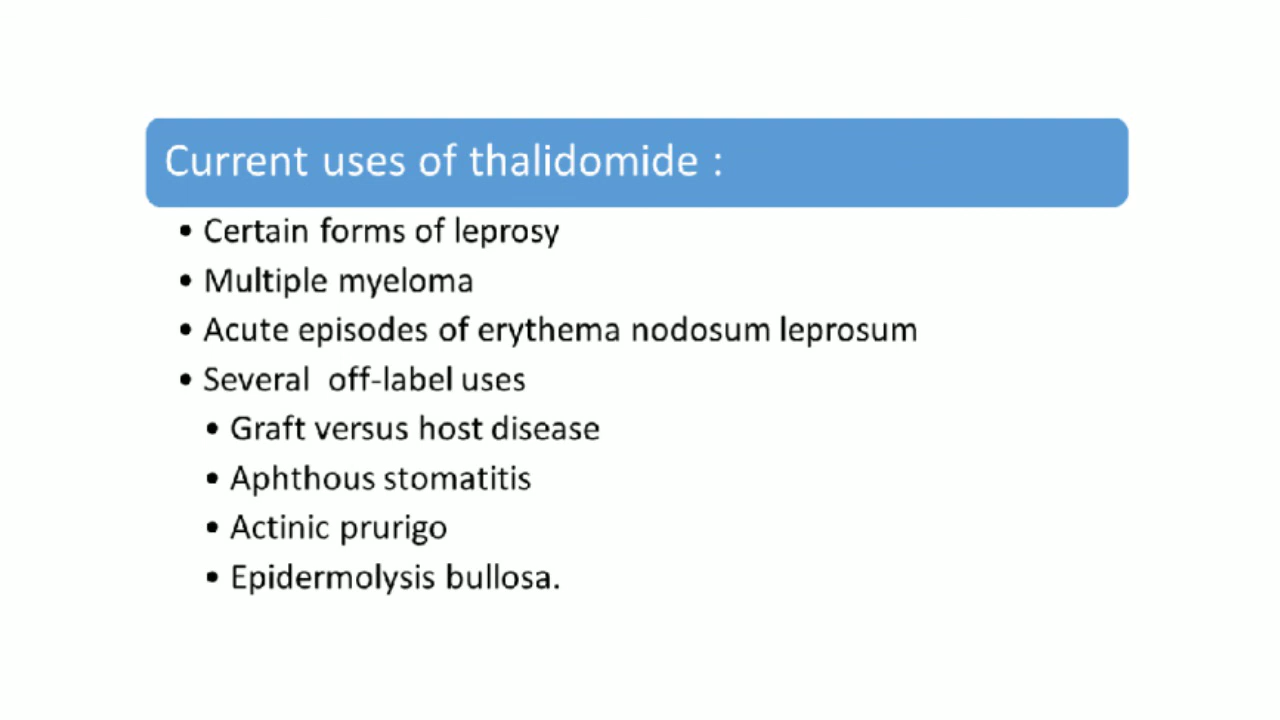 Current uses of thalidomide :
• Certain forms of leprosy
• Multiple myeloma
• Acute episodes of erythema nodosum leprosum
• Several  off-label uses
• Graft versus host disease
• Aphthous stomatitis
• Actinic prurigo
• Epidermolysis bullosa.